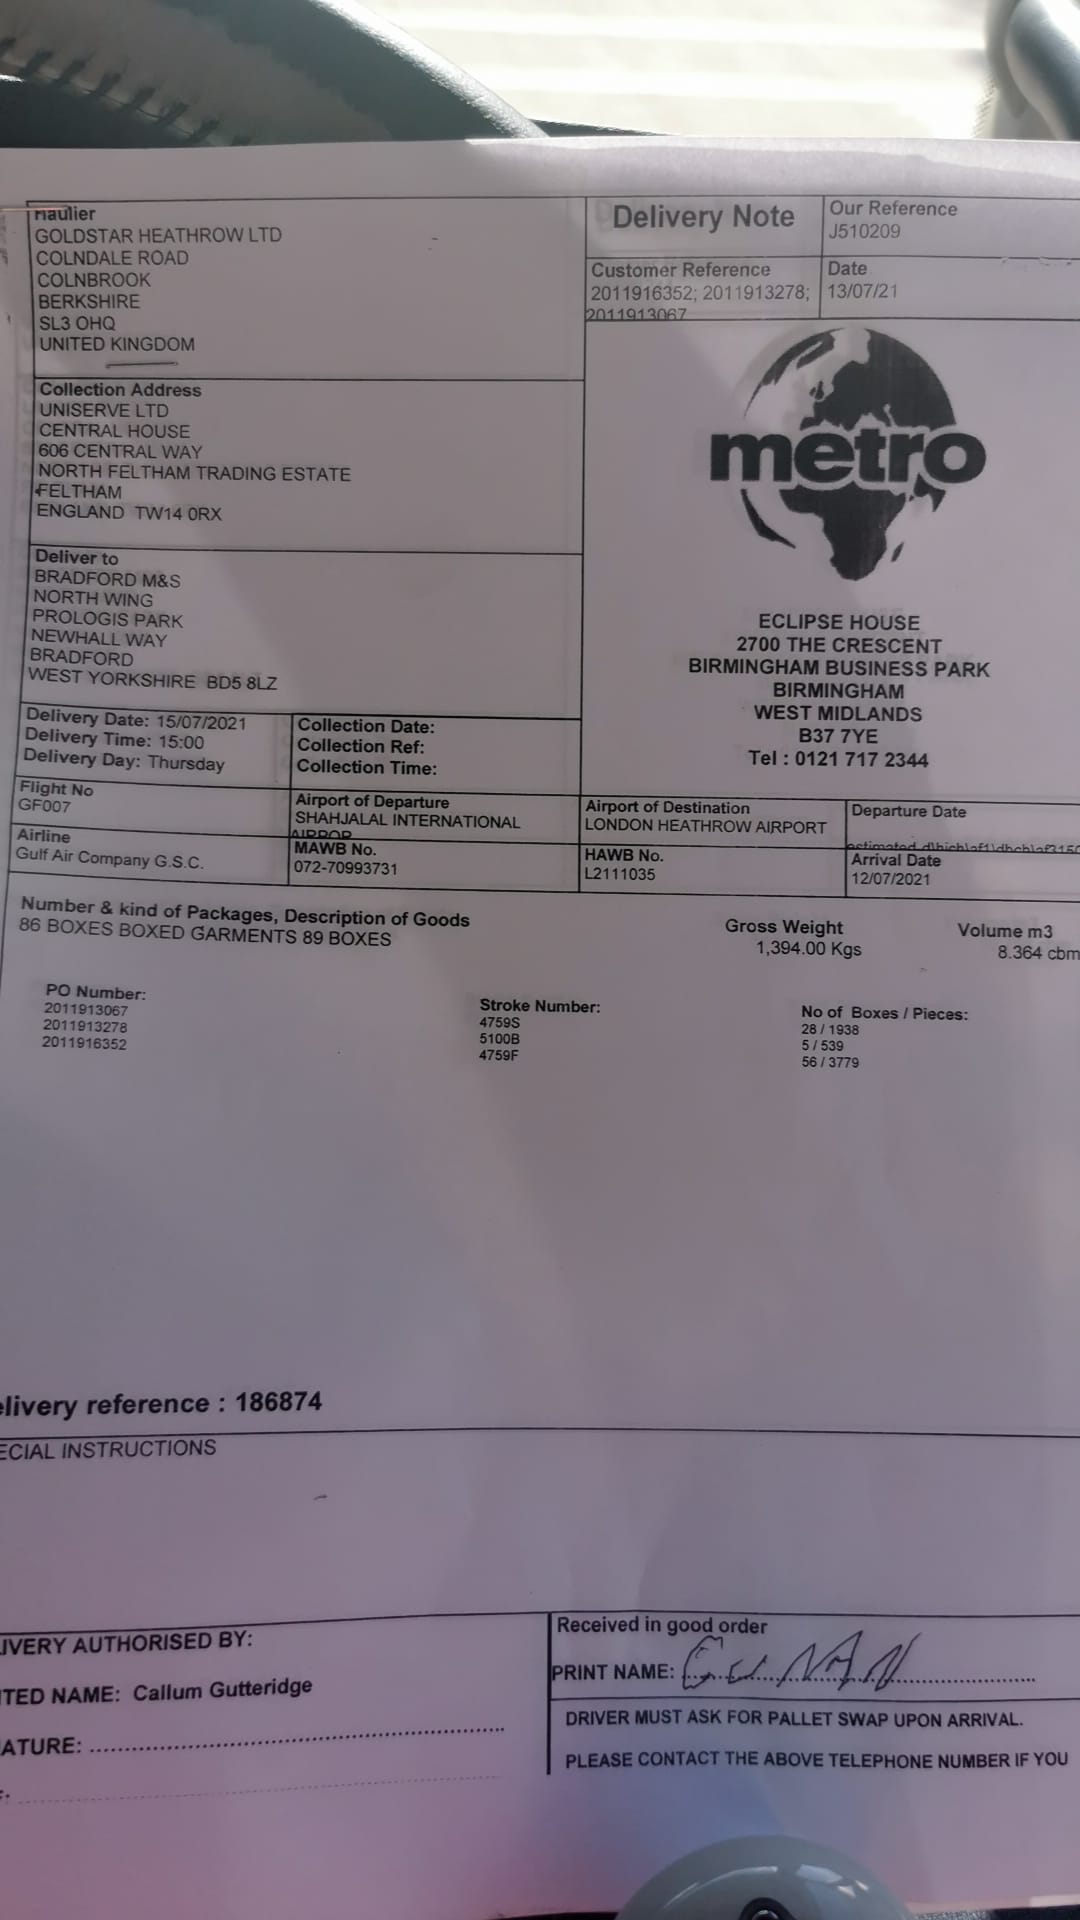 Haulier
GOLDSTAR HEATHROW LTD
COLNDALE ROAD
COLNBROOK
BERKSHIRE
SL3 OHQ
UNITED KINGDOM
Delivery Note
Our Reference
J510209
Customer Reference
2011916352; 2011913278;
2011913067
Date
13/07/21
Collection Address
UNISERVE LTD
CENTRAL HOUSE
606 CENTRAL WAY
NORTH FELTHAM TRADING ESTATE
FELTHAM
ENGLAND TW14 0RX
metro
Deliver to
BRADFORD M&S
NORTH WING
PROLOGIS PARK
NEWHALL WAY
BRADFORD
WEST YORKSHIRE BD5 8LZ
ECLIPSE HOUSE
2700 THE CRESCENT
BIRMINGHAM BUSINESS PARK
BIRMINGHAM
WEST MIDLANDS
B37 7YE
Tel : 0121 717 2344
Delivery Date: 15/07/2021
Delivery Time: 15:00
Delivery Day: Thursday
Collection Date:
Collection Ref:
Collection Time:
Flight No
GF007
Airport of Departure
SHAHJALAL INTERNATIONAL
AIRPOR
Airport of Destination
LONDON HEATHROW AIRPORT
Departure Date
estimated
Airline
Gulf Air Company G.S.C.
MAWB No.
072-70993731
HAWB No.
L2111035
Arrival Date
12/07/2021
Number & kind of Packages, Description of Goods
86 BOXES BOXED GARMENTS 89 BOXES
Gross Weight
1,394.00 Kgs
Volume m3
8.364 cbm
PO Number:
2011913067
2011913278
2011916352
Stroke Number:
4759S
5100B
4759F
No of Boxes / Pieces:
28 / 1938
5 / 539
56 / 3779
elivery reference : 186874
ECIAL INSTRUCTIONS
IVERY AUTHORISED BY:
TED NAME: Callum Gutteridge
ATURE:
Received in good order
PRINT NAME:
DRIVER MUST ASK FOR PALLET SWAP UPON ARRIVAL.
PLEASE CONTACT THE ABOVE TELEPHONE NUMBER IF YOU